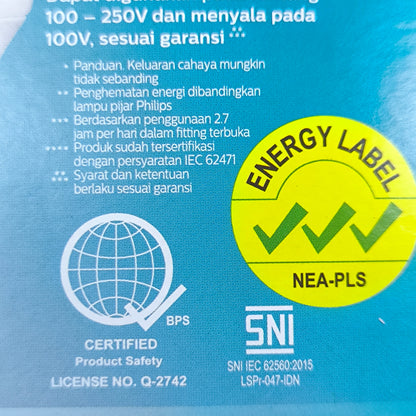 100 – 250V dan menyala pada
100V, sesuai garansi
Panduan. Keluaran cahaya mungkin
tidak sebanding
Penghematan energi dibandingkan
lampu pijar Philips
Berdasarkan penggunaan 2.7
jam per hari dalam fitting terbuka
Produk sudah tersertifikasi
dengan persyaratan IEC 62471
Syarat dan ketentuan
berlaku sesuai garansi
ENERGY LABEL
NEA-PLS
Q
BPS
CERTIFIED
Product Safety
LICENSE NO. Q-2742
SNI
SNI IEC 62560:2015
LSPr-047-IDN